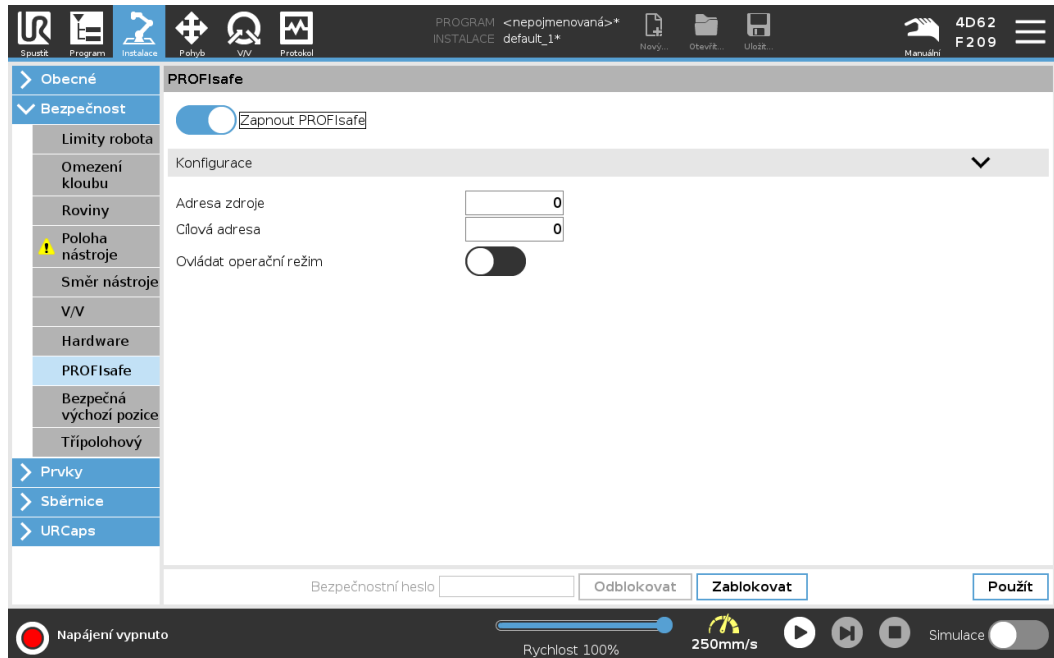 PROGRAM <nepojmenovaná>*
INSTALACE default_1*
Spustit
Program
Instalace
Pohyb
V/V
Protokol
Nový...
Otevřít...
Uložit...
Manuální
4D62
F209
Obecné
Bezpečnost
Limity robota
Omezení
kloubu
Roviny
Poloha
nástroje
Směr nástroje
V/V
Hardware
PROFIsafe
Bezpečná
výchozí pozice
Třípolohový
Prvky
Sběrnice
URCaps
PROFIsafe
Zapnout PROFIsafe
Konfigurace
Adresa zdroje 0
Cílová adresa 0
Ovládat operační režim
Bezpečnostní heslo
Odblokovat
Zablokovat
Použít
Napájení vypnuto
Rychlost 100%
250mm/s
Simulace